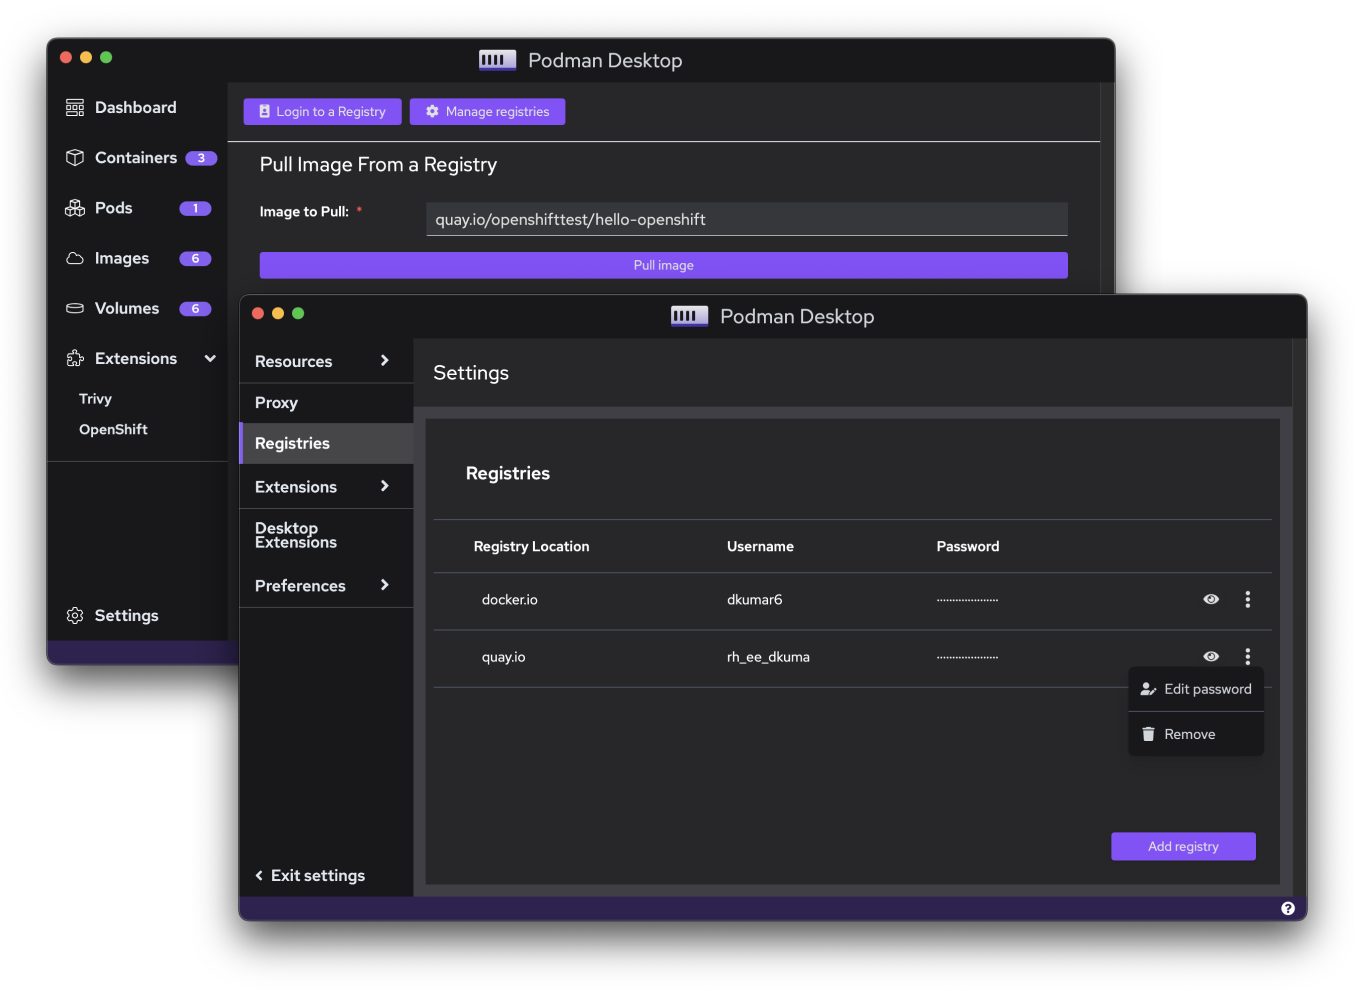 Podman Desktop
Dashboard
Containers 3
Pods 1
Images 6
Volumes 6
Extensions
Trivy
OpenShift
Settings
Login to a Registry
Manage registries
Pull Image From a Registry
Image to Pull: *
quay.io/openshifttest/hello-openshift
Pull image
Podman Desktop
Resources
Proxy
Registries
Extensions
Desktop
Extensions
Preferences
Exit settings
Settings
Registries
Registry Location Username Password
docker.io dkumar6 ····················
quay.io rh_ee_dkuma ····················
Edit password
Remove
Add registry
?